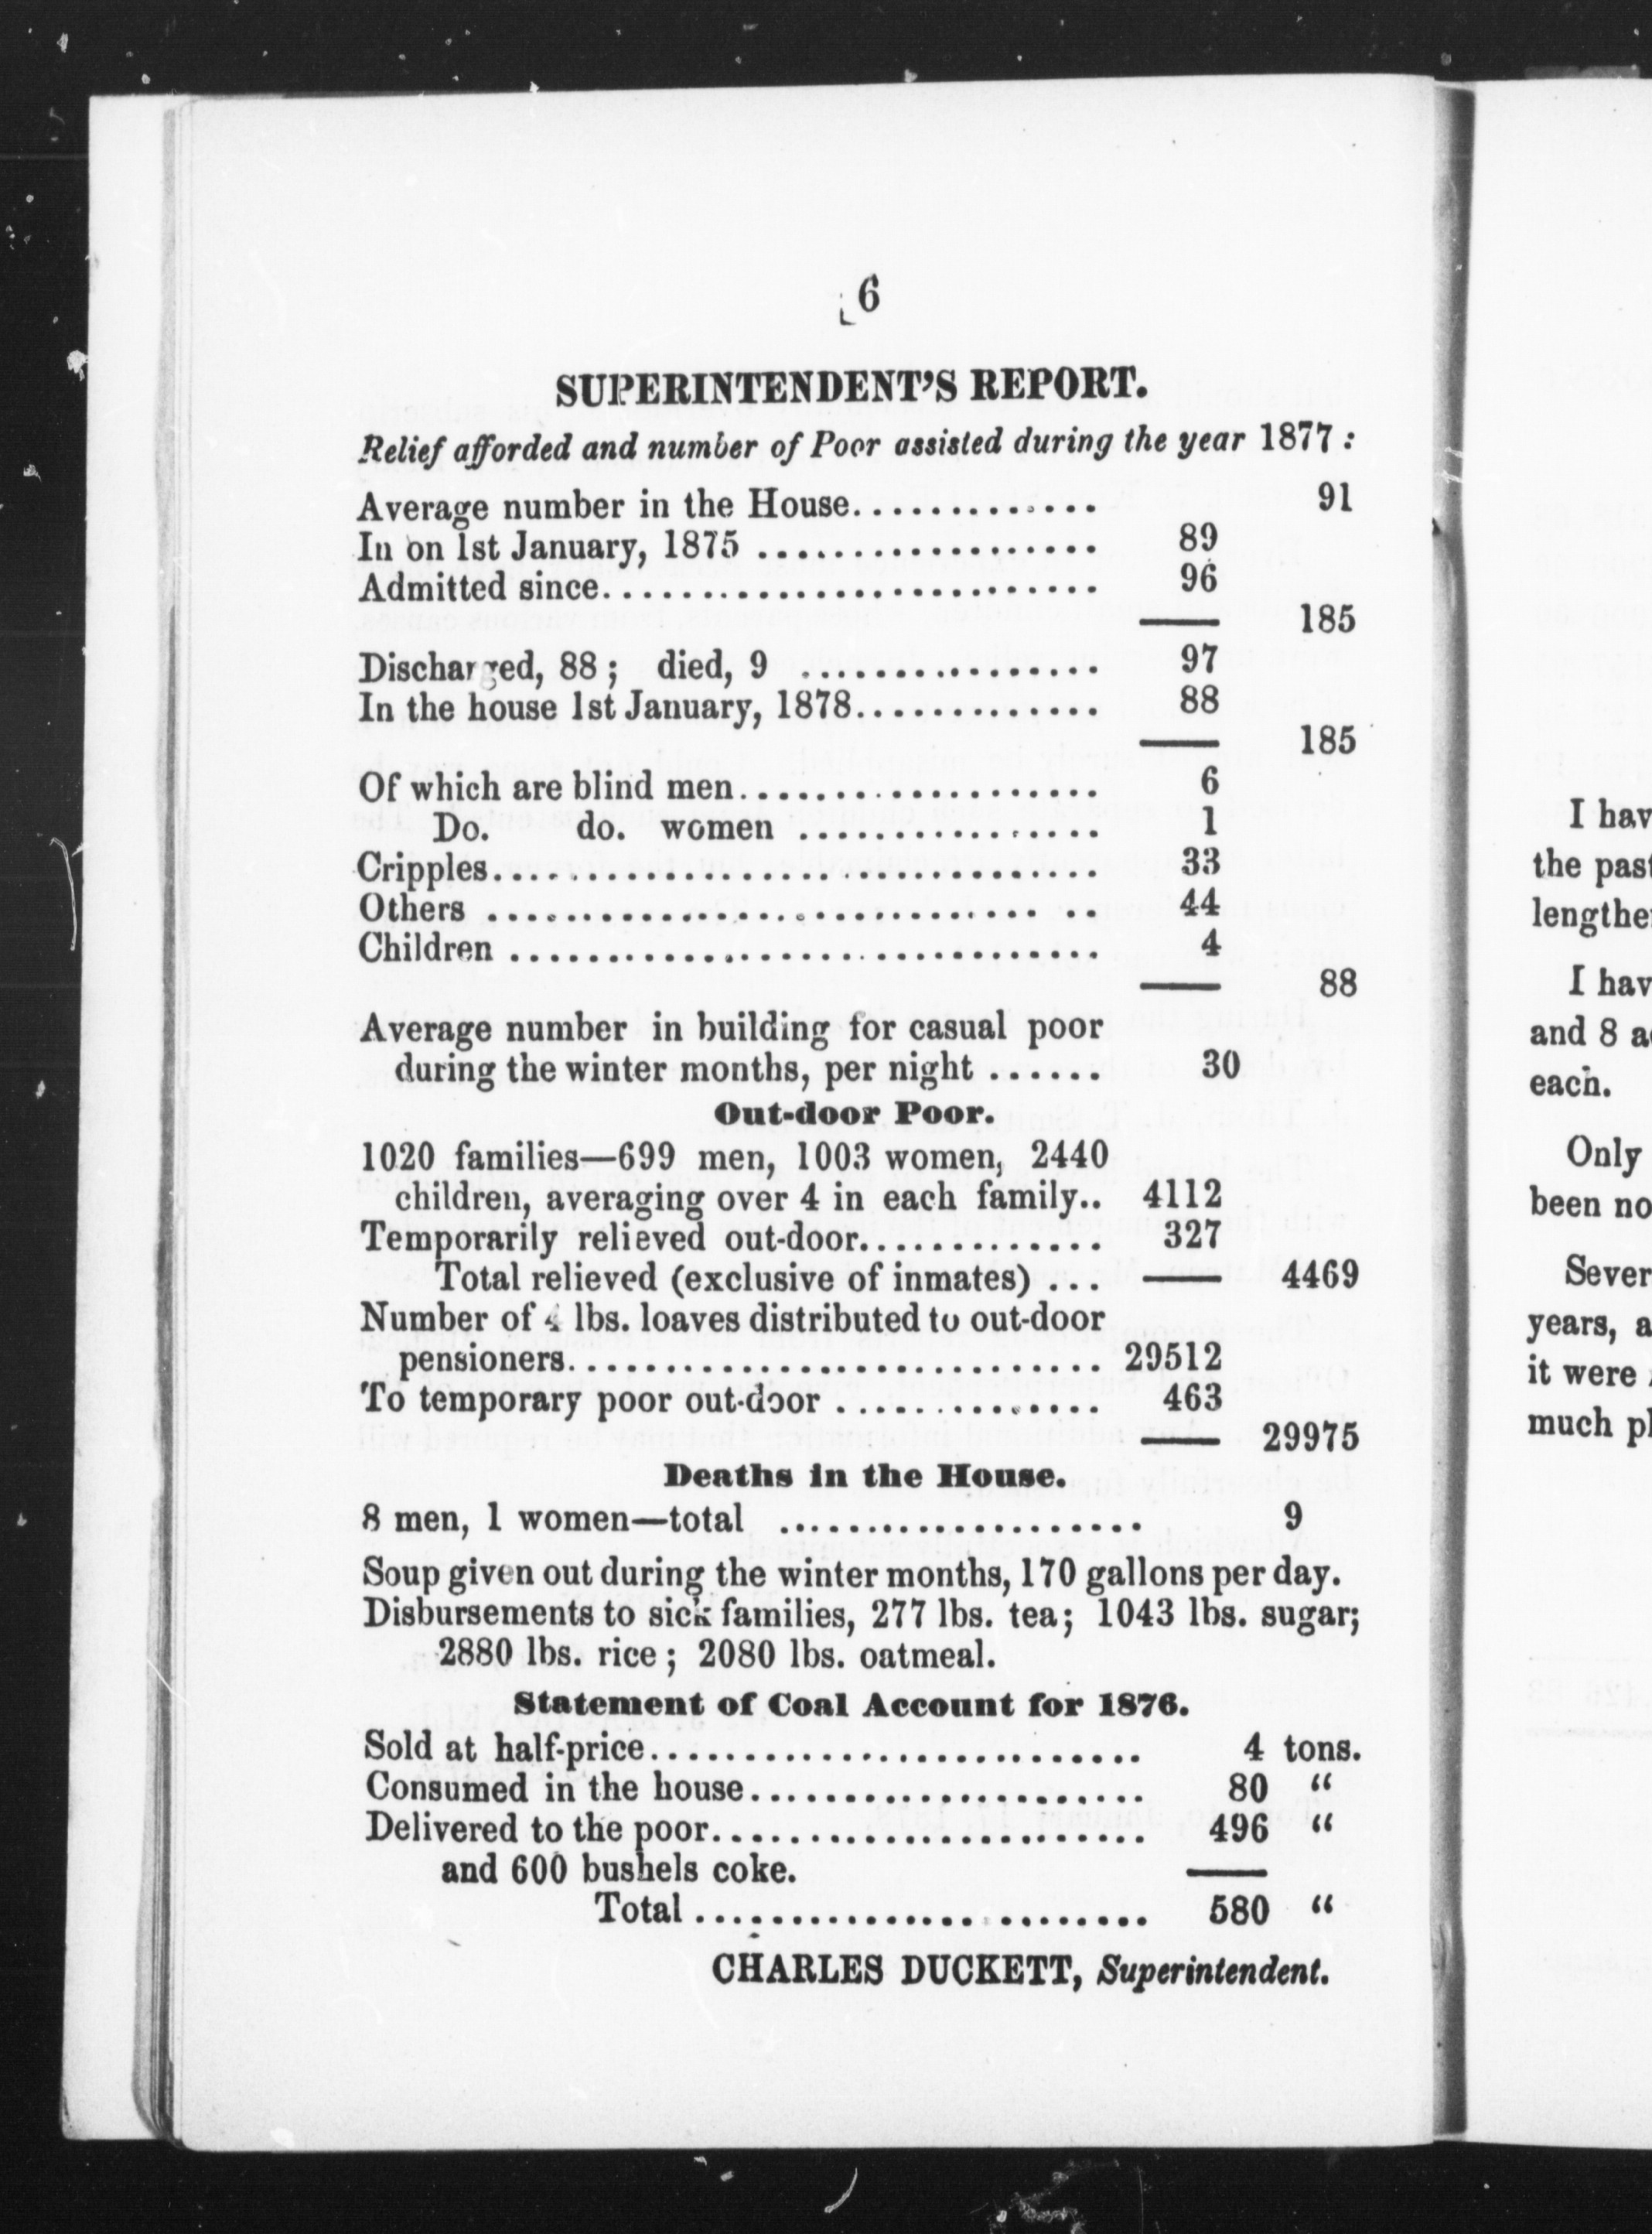 6
SUPERINTENDENT'S REPORT.
Relief afforded and number of Poor assisted during the year 1877 :
Average number in the House............. 91
In on 1st January, 1875 .................. 89
Admitted since.......................... 96
185
Discharged, 88 ; died, 9 ................ 97
In the house 1st January, 1878............. 88
185
Of which are blind men................... 6
Do. do. women ................ 1
Cripples................................ 33
Others ............................... 44
Children ............................... 4
88
Average number in building for casual poor
during the winter months, per night ...... 30
Out-door Poor.
1020 families—699 men, 1003 women, 2440
children, averaging over 4 in each family.. 4112
Temporarily relieved out-door............. 327
Total relieved (exclusive of inmates) ... 4469
Number of 4 lbs. loaves distributed to out-door
pensioners............................ 29512
To temporary poor out-door .............. 463
29975
Deaths in the House.
8 men, 1 women—total ................... 9
Soup given out during the winter months, 170 gallons per day.
Disbursements to sick families, 277 lbs. tea; 1043 lbs. sugar;
2880 lbs. rice ; 2080 lbs. oatmeal.
Statement of Coal Account for 1876.
Sold at half-price.......................... 4 tons.
Consumed in the house..................... 80 “
Delivered to the poor....................... 496 “
and 600 bushels coke.
Total ........................ 580 “
CHARLES DUCKETT, Superintendent.
I hav
the past
lengthe
I hav
and 8 a
each.
Only
been no
Sever
years, a
it were
much pl